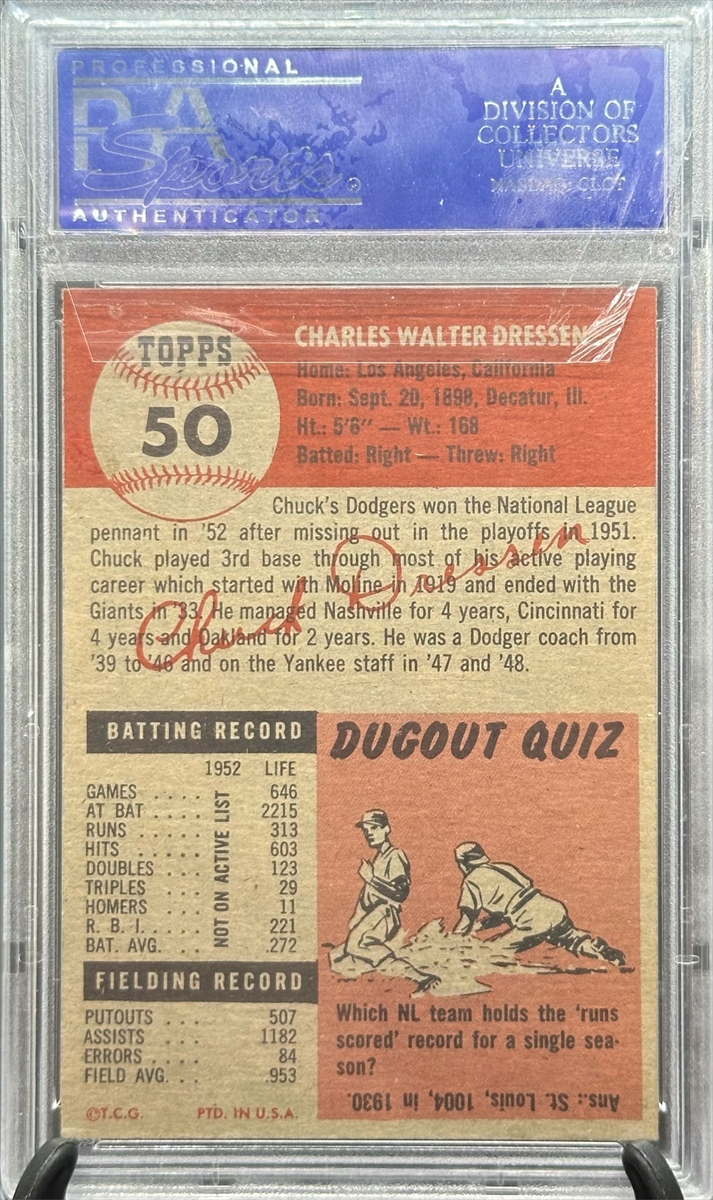 PROFESSIONAL
PSA
Sports
AUTHENTICATOR
A
DIVISION OF
COLLECTORS
UNIVERSE
NASDAQ: CLCT
TOPPS
50
CHARLES WALTER DRESSEN
Home: Los Angeles, California
Born: Sept. 20, 1898, Decatur, Ill.
Ht.: 5'6" — Wt.: 168
Batted: Right — Threw: Right
Chuck's Dodgers won the National League
pennant in '52 after missing out in the playoffs in 1951.
Chuck played 3rd base through most of his active playing
career which started with Moline in 1919 and ended with the
Giants in '33. He managed Nashville for 4 years, Cincinnati for
4 years and Oakland for 2 years. He was a Dodger coach from
'39 to '46 and on the Yankee staff in '47 and '48.
Chuck Dressen
BATTING RECORD
1952 LIFE
GAMES . . . . 646
AT BAT . . . . 2215
RUNS . . . . . 313
HITS . . . . . 603
DOUBLES . . . 123
TRIPLES . . . 29
HOMERS . . . 11
R. B. I. . . . . 221
BAT. AVG. . . .272
NOT ON ACTIVE LIST
FIELDING RECORD
PUTOUTS . . . 507
ASSISTS . . . 1182
ERRORS . . . . 84
FIELD AVG. . . .953
©T.C.G. PTD. IN U.S.A.
DUGOUT QUIZ
Which NL team holds the 'runs
scored' record for a single sea-
son?
Ans.: St. Louis, 1004, in 1930.